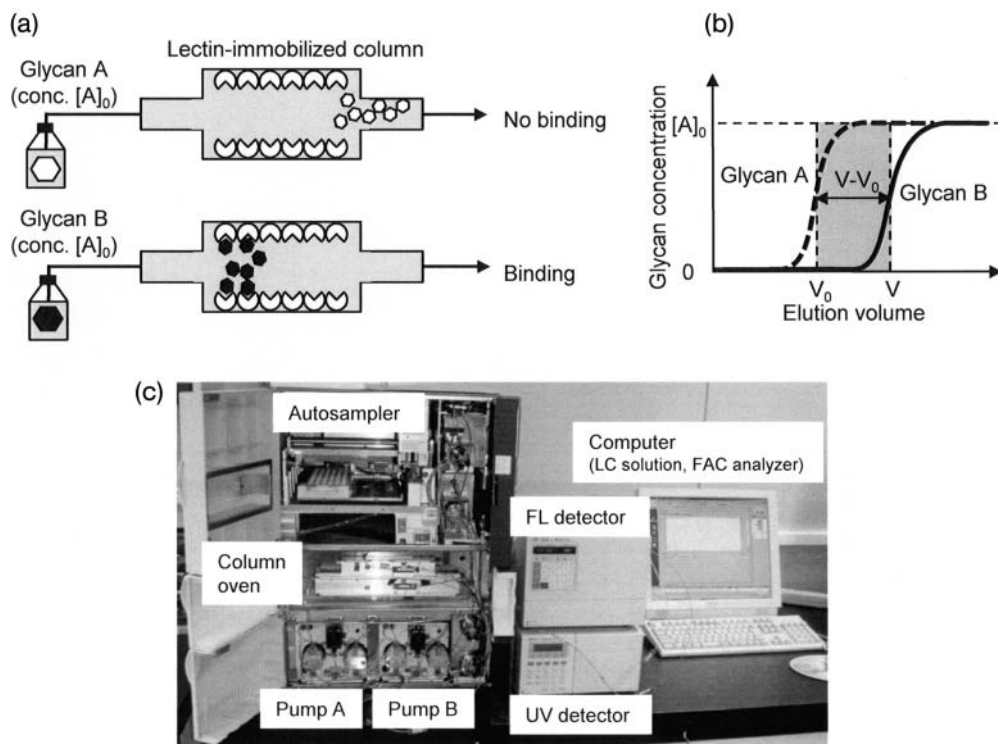 (a)
Lectin-immobilized column
Glycan A
(conc. [A]₀)
No binding
Glycan B
(conc. [A]₀)
Binding
(b)
Glycan concentration
[A]₀
Glycan A
V-V₀
Glycan B
0
V₀
V
Elution volume
(c)
Autosampler
Computer
(LC solution, FAC analyzer)
FL detector
Column
oven
Pump A
Pump B
UV detector